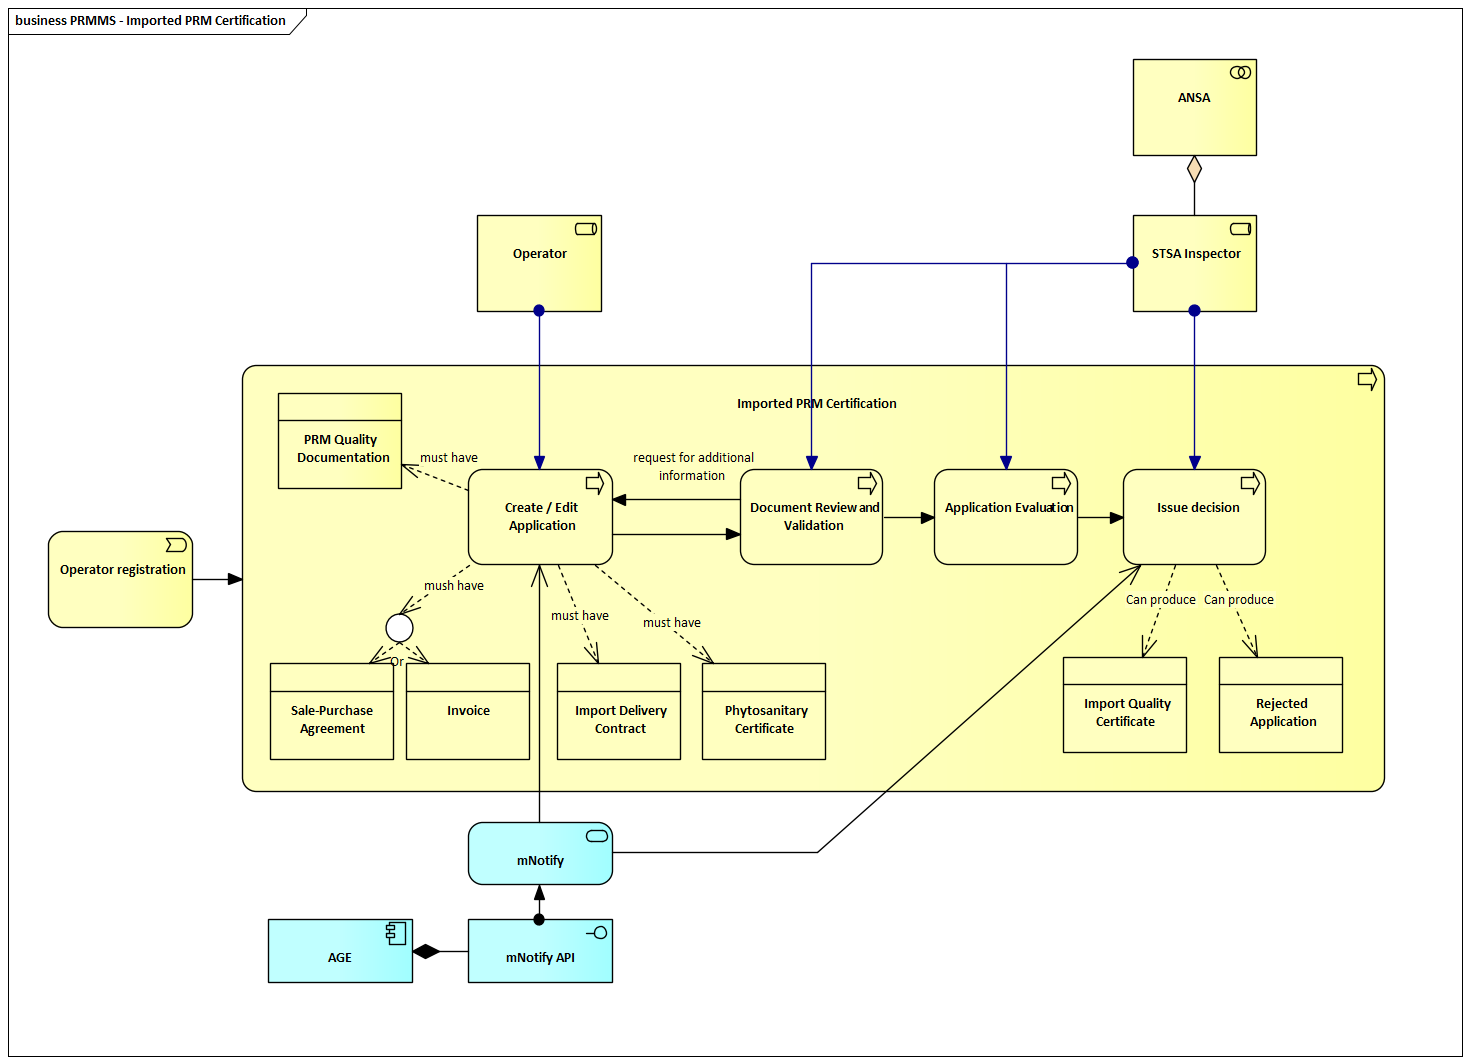 business PRMMS - Imported PRM Certification
ANSA
Operator
STSA Inspector
Imported PRM Certification
PRM Quality
Documentation
must have
request for additional
information
Create / Edit
Application
Document Review and
Validation
Application Evaluation
Issue decision
Operator registration
mush have
must have
must have
Can produce
Can produce
Or
Sale-Purchase
Agreement
Invoice
Import Delivery
Contract
Phytosanitary
Certificate
Import Quality
Certificate
Rejected
Application
mNotify
AGE
mNotify API